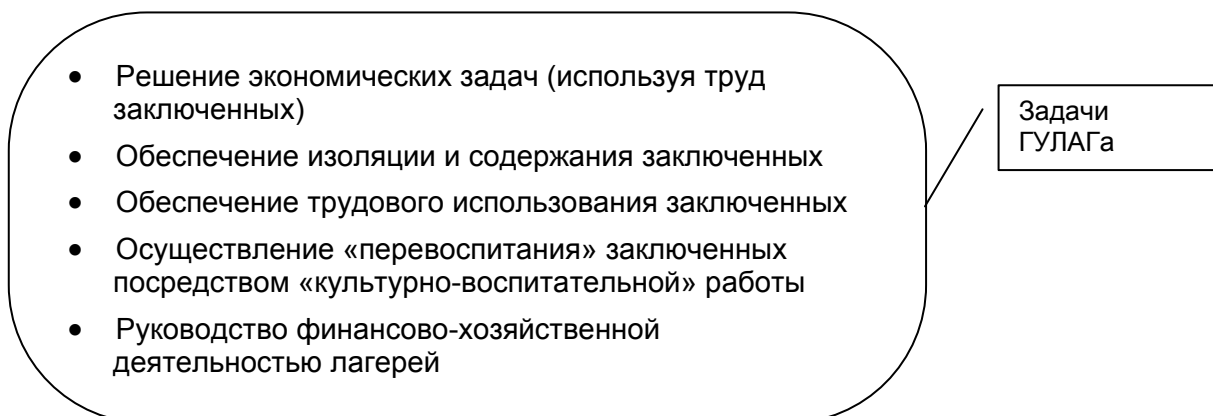 • Решение экономических задач (используя труд
заключенных)
• Обеспечение изоляции и содержания заключенных
• Обеспечение трудового использования заключенных
• Осуществление «перевоспитания» заключенных
посредством «культурно-воспитательной» работы
• Руководство финансово-хозяйственной
деятельностью лагерей
Задачи
ГУЛАГа